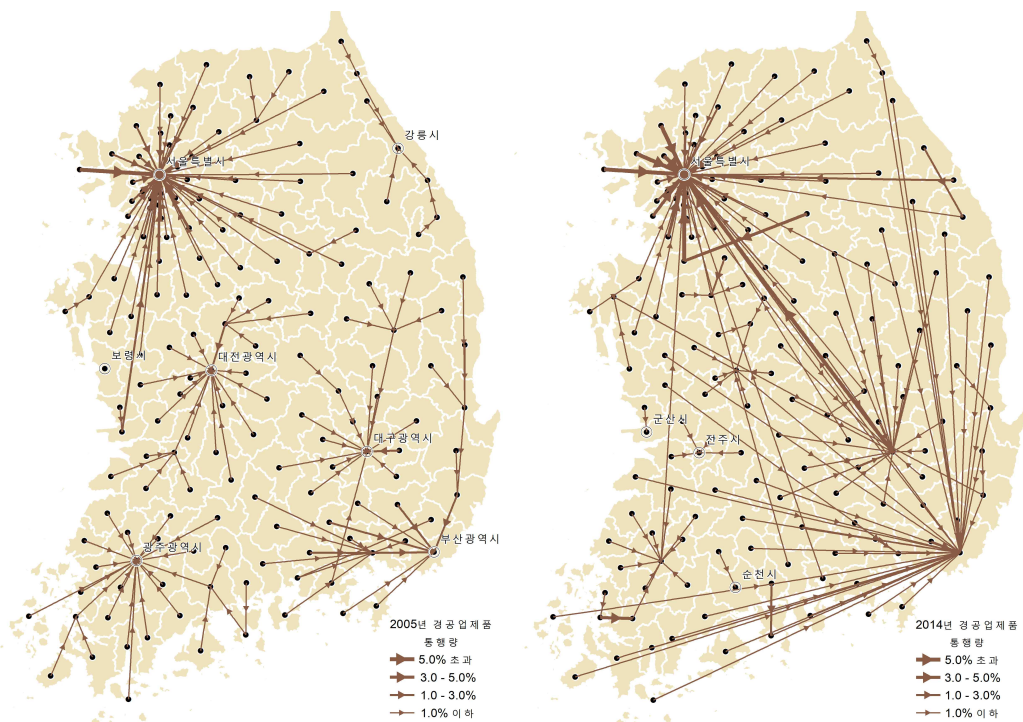 강릉시
서울특별시
보령시
대전광역시
대구광역시
부산광역시
광주광역시
2005년 경공업제품
통행량
5.0% 초과
3.0 - 5.0%
1.0 - 3.0%
1.0% 이하
서울특별시
군산시
전주시
순천시
2014년 경공업제품
통행량
5.0% 초과
3.0 - 5.0%
1.0 - 3.0%
1.0% 이하